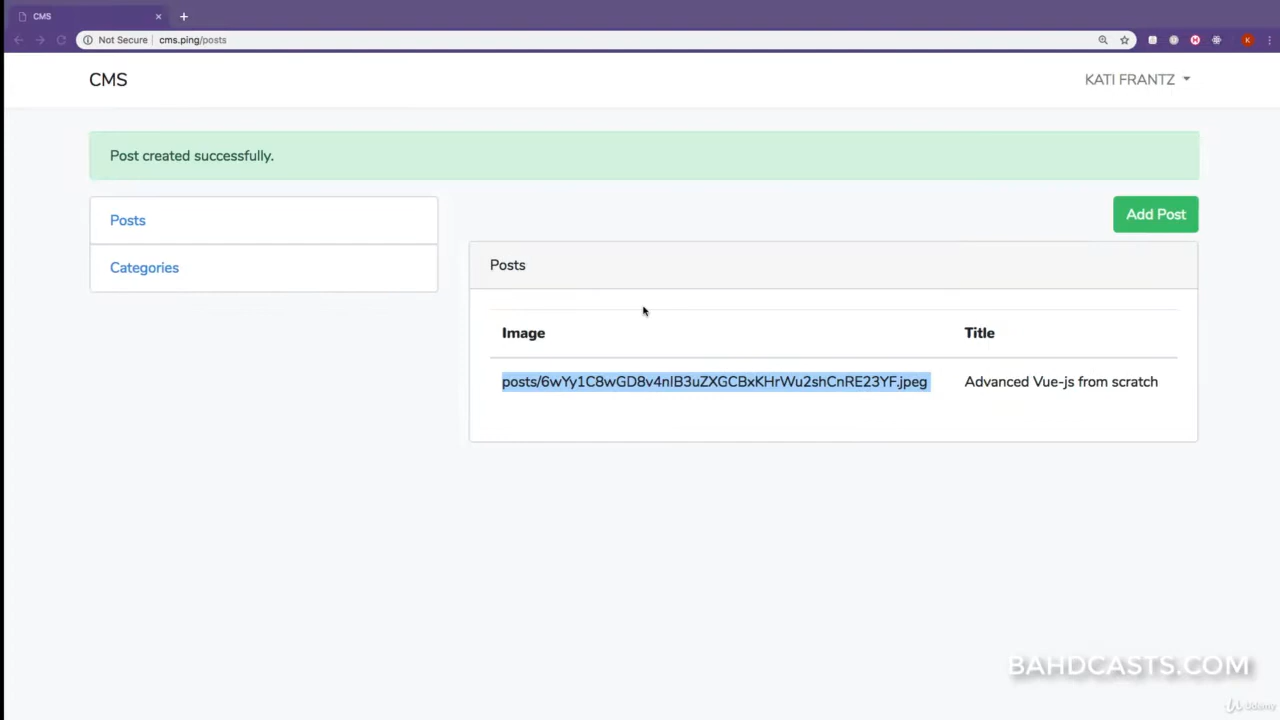 CMS
Not Secure | cms.ping/posts
CMS
KATI FRANTZ
Post created successfully.
Posts
Add Post
Categories
Posts
Image Title
posts/6wYy1C8wGD8v4nIB3uZXGCBxKHrWu2shCnRE23YF.jpeg Advanced Vue-js from scratch
BAHDCASTS.COM
Udemy